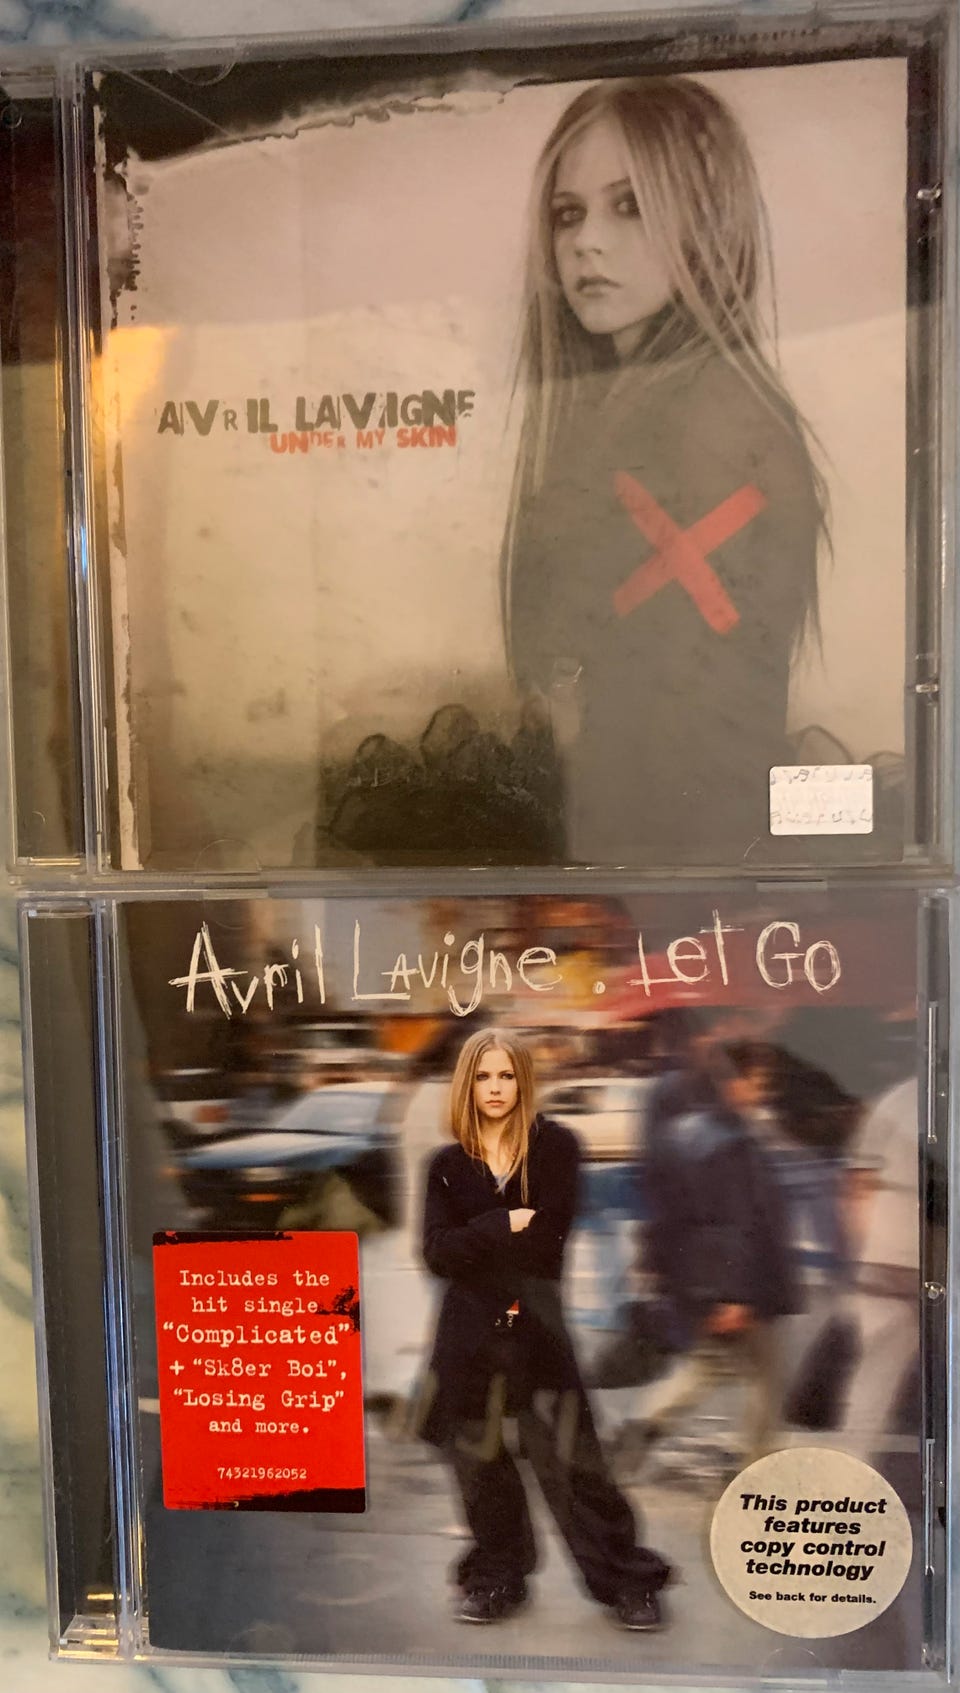 AVRIL LAVIGNE
UNDER MY SKIN
Avril Lavigne . Let Go
Includes the
hit single
“Complicated”
+ “Sk8er Boi”,
“Losing Grip”
and more.
74321962052
This product
features
copy control
technology
See back for details.